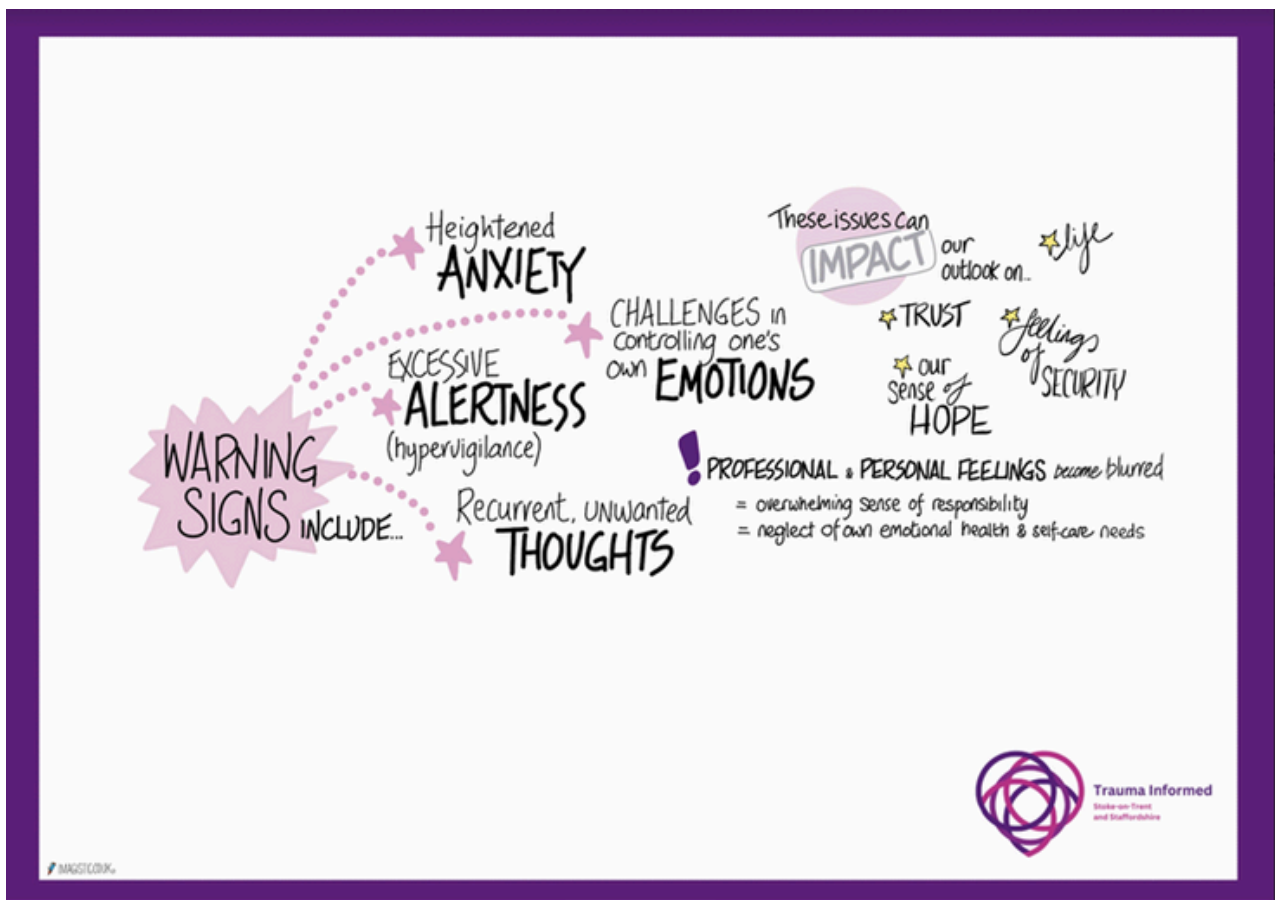 Heightened
ANXIETY
CHALLENGES in
controlling one's
own EMOTIONS
EXCESSIVE
ALERTNESS
(hypervigilance)
WARNING
SIGNS INCLUDE...
Recurrent, unwanted
THOUGHTS
These issues can
IMPACT our
outlook on...
life
TRUST
feelings
of
SECURITY
our
sense of
HOPE
! PROFESSIONAL & PERSONAL FEELINGS become blurred
= overwhelming sense of responsibility
= neglect of own emotional health & self-care needs
Trauma Informed
Stoke-on-Trent
and Staffordshire
IMAGISTIC.CO.UK